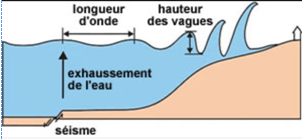 longueur
d'onde
hauteur
des vagues
exhaussement
de l'eau
séisme